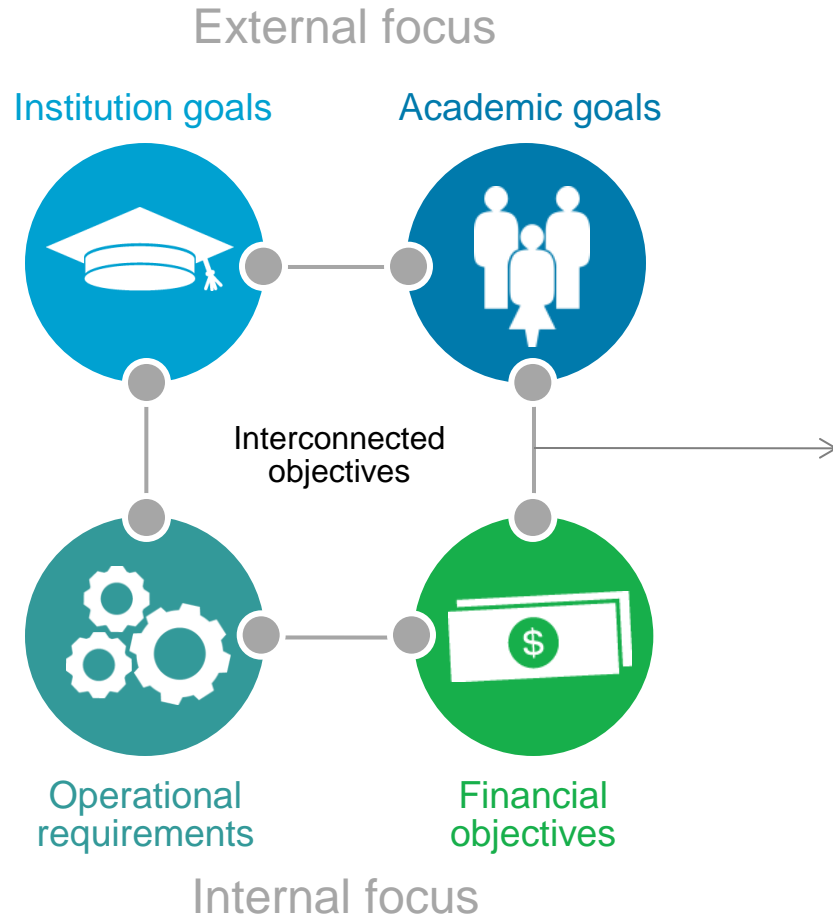 External focus
Institution goals
Academic goals
Interconnected
objectives
$
Operational
requirements
Financial
objectives
Internal focus